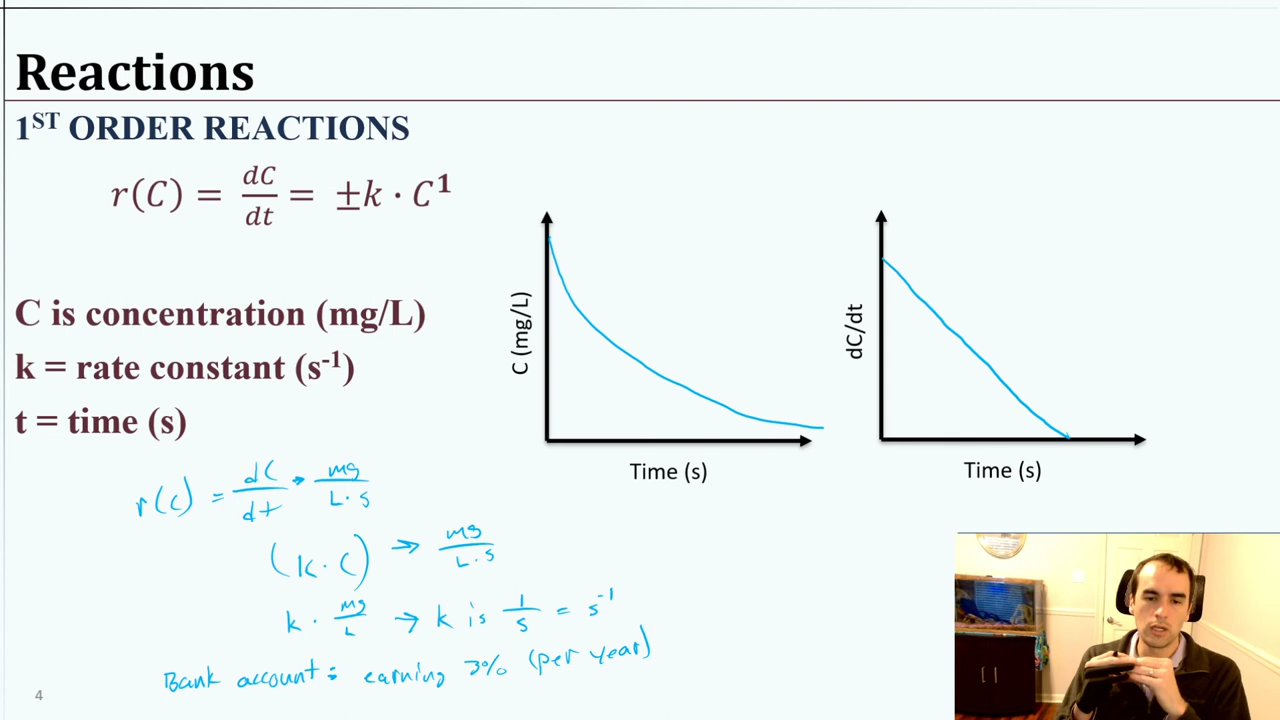 Reactions
1ST ORDER REACTIONS
r(C) = dC/dt = ±k · C¹
C is concentration (mg/L)
k = rate constant (s⁻¹)
t = time (s)
C (mg/L)
Time (s)
dC/dt
Time (s)
r(C) = dC/dt → mg/L·s
(k·C) → mg/L·s
k · mg/L → k is 1/s = s⁻¹
Bank account: earning 3% (per year)
4